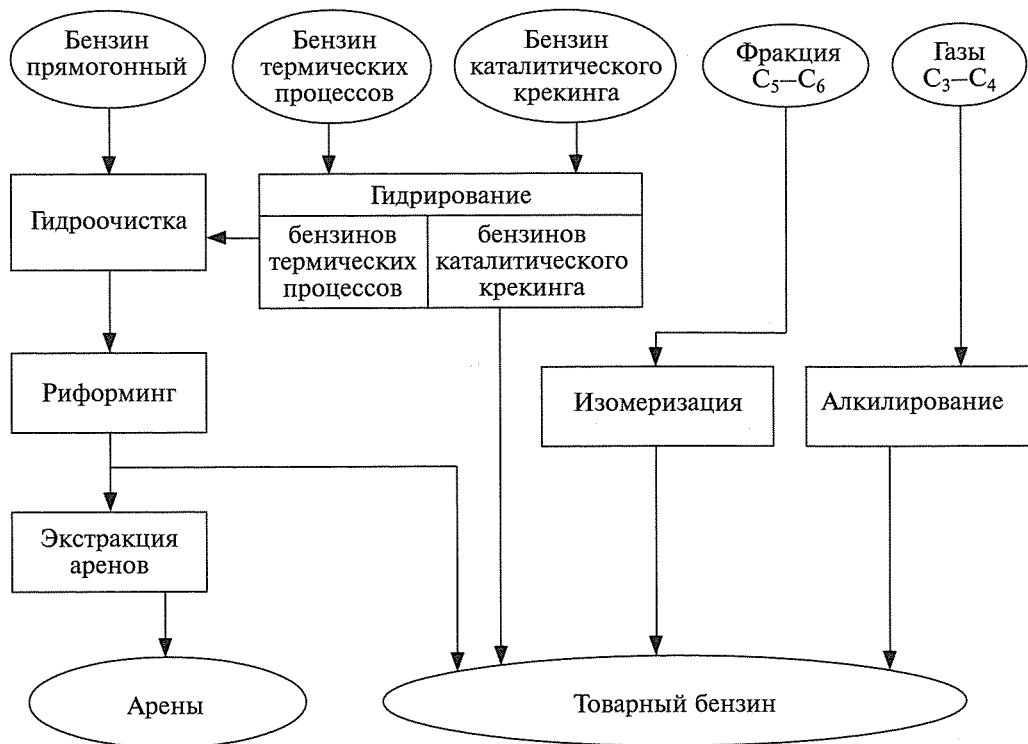 Бензин
прямогонный
Бензин
термических
процессов
Бензин
каталитического
крекинга
Фракция
C₅–C₆
Газы
C₃–C₄
Гидроочистка
Гидрирование
бензинов
термических
процессов
бензинов
каталитического
крекинга
Риформинг
Изомеризация
Алкилирование
Экстракция
аренов
Арены
Товарный бензин